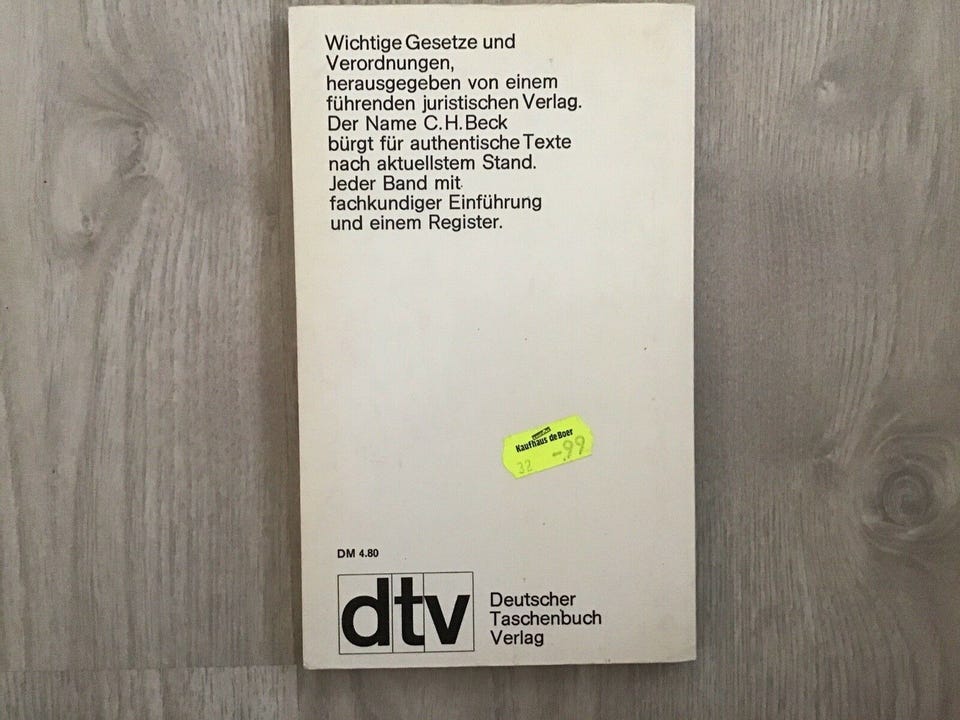 Wichtige Gesetze und
Verordnungen,
herausgegeben von einem
führenden juristischen Verlag.
Der Name C.H.Beck
bürgt für authentische Texte
nach aktuellstem Stand.
Jeder Band mit
fachkundiger Einführung
und einem Register.
Kaufhaus de Boer
32 -.99
DM 4.80
dtv
Deutscher
Taschenbuch
Verlag